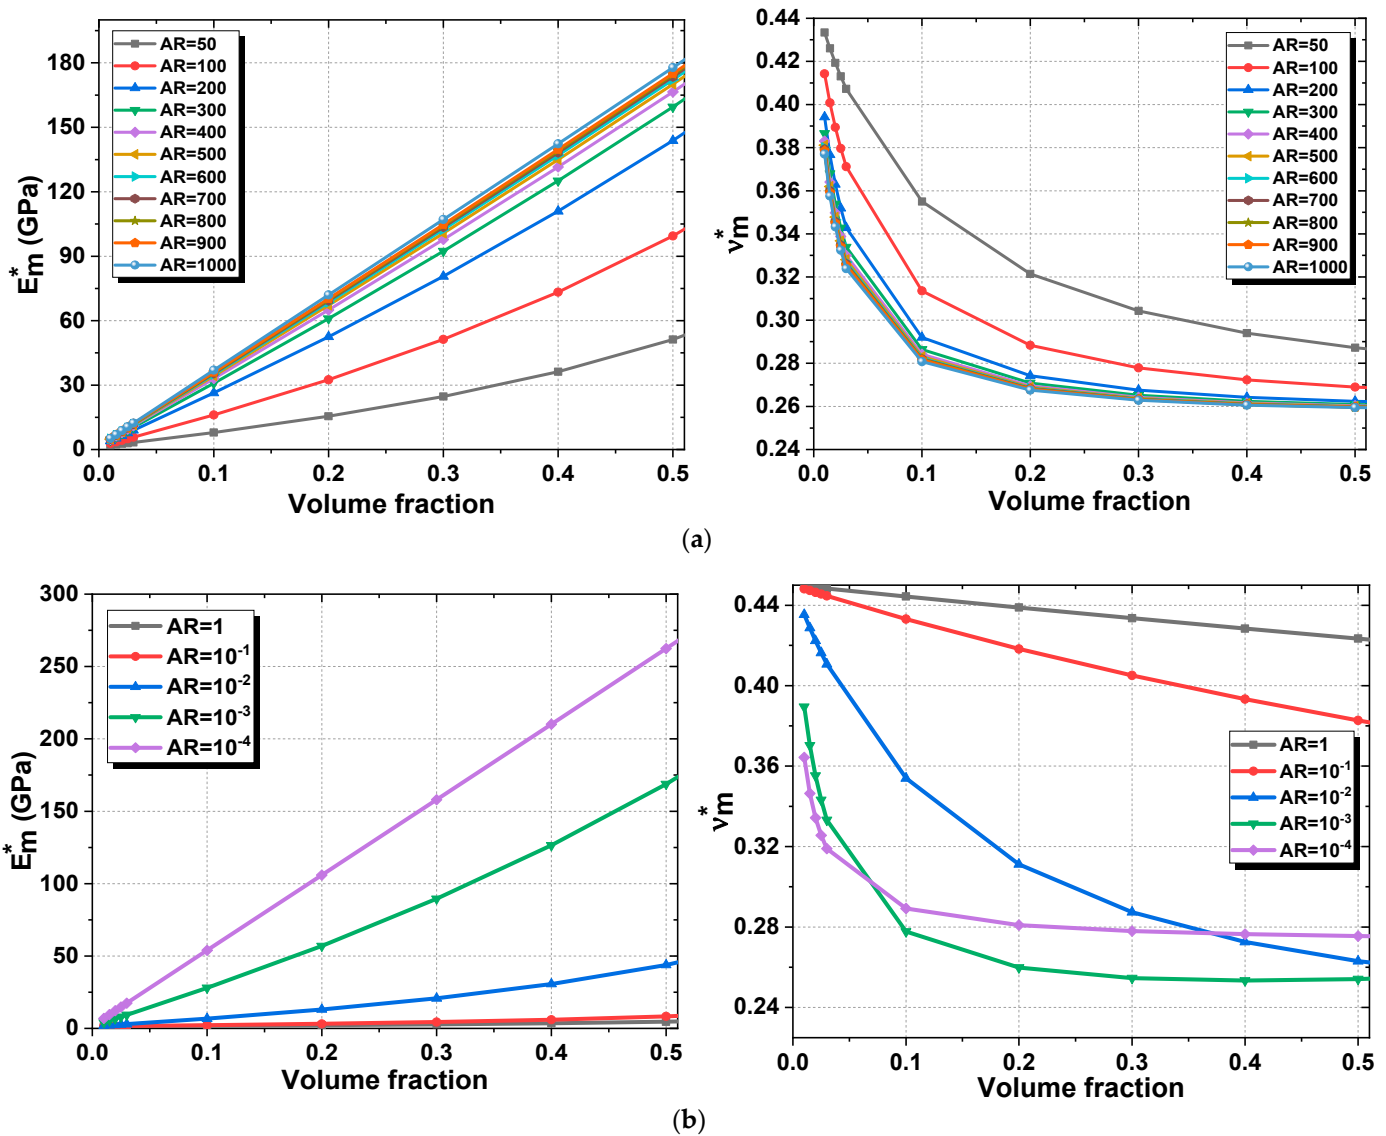 180
150
120
90
60
30
0
E*m (GPa)
AR=50
AR=100
AR=200
AR=300
AR=400
AR=500
AR=600
AR=700
AR=800
AR=900
AR=1000
0.0 0.1 0.2 0.3 0.4 0.5
Volume fraction
0.44
0.42
0.40
0.38
0.36
0.34
0.32
0.30
0.28
0.26
0.24
ν*m
AR=50
AR=100
AR=200
AR=300
AR=400
AR=500
AR=600
AR=700
AR=800
AR=900
AR=1000
0.0 0.1 0.2 0.3 0.4 0.5
Volume fraction
(a)
300
250
200
150
100
50
0
E*m (GPa)
AR=1
AR=10-1
AR=10-2
AR=10-3
AR=10-4
0.0 0.1 0.2 0.3 0.4 0.5
Volume fraction
0.44
0.40
0.36
0.32
0.28
0.24
ν*m
AR=1
AR=10-1
AR=10-2
AR=10-3
AR=10-4
0.0 0.1 0.2 0.3 0.4 0.5
Volume fraction
(b)